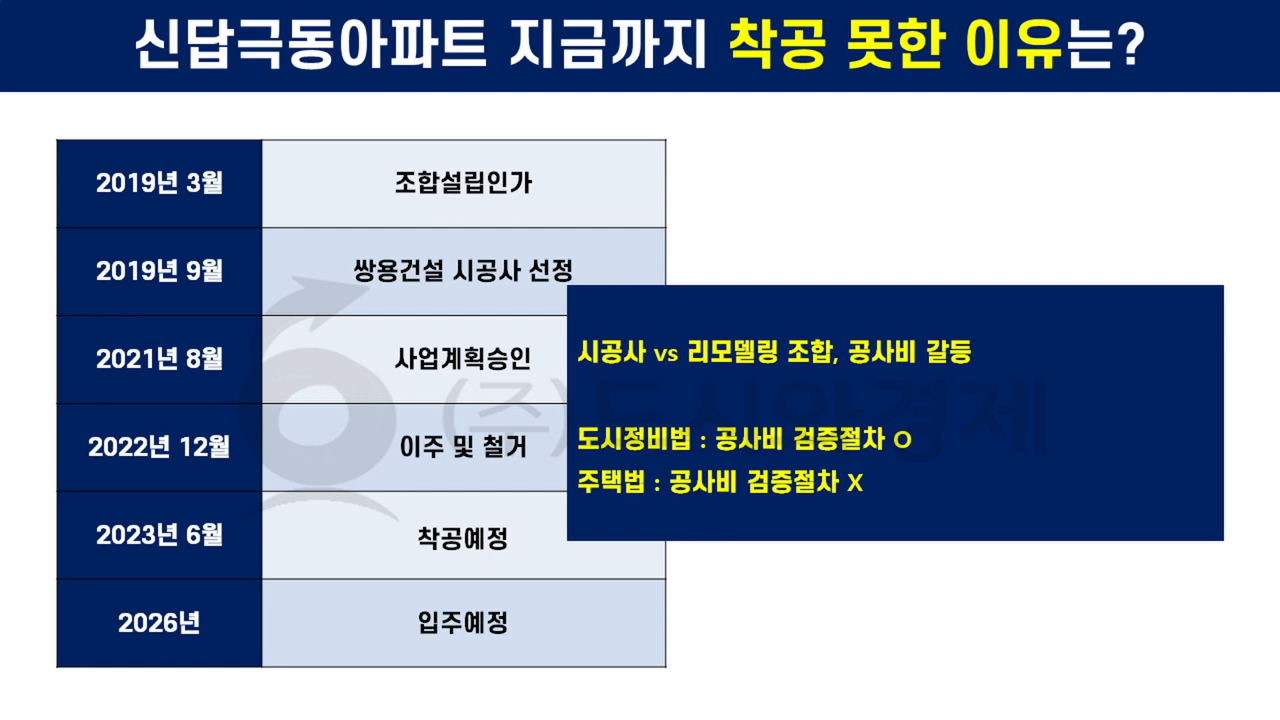 신답극동아파트 지금까지 착공 못한 이유는?
2019년 3월 조합설립인가
2019년 9월 쌍용건설 시공사 선정
2021년 8월 사업계획승인
2022년 12월 이주 및 철거
2023년 6월 착공예정
2026년 입주예정
시공사 vs 리모델링 조합, 공사비 갈등
도시정비법 : 공사비 검증절차 O
주택법 : 공사비 검증절차 X
(주)도시와경제